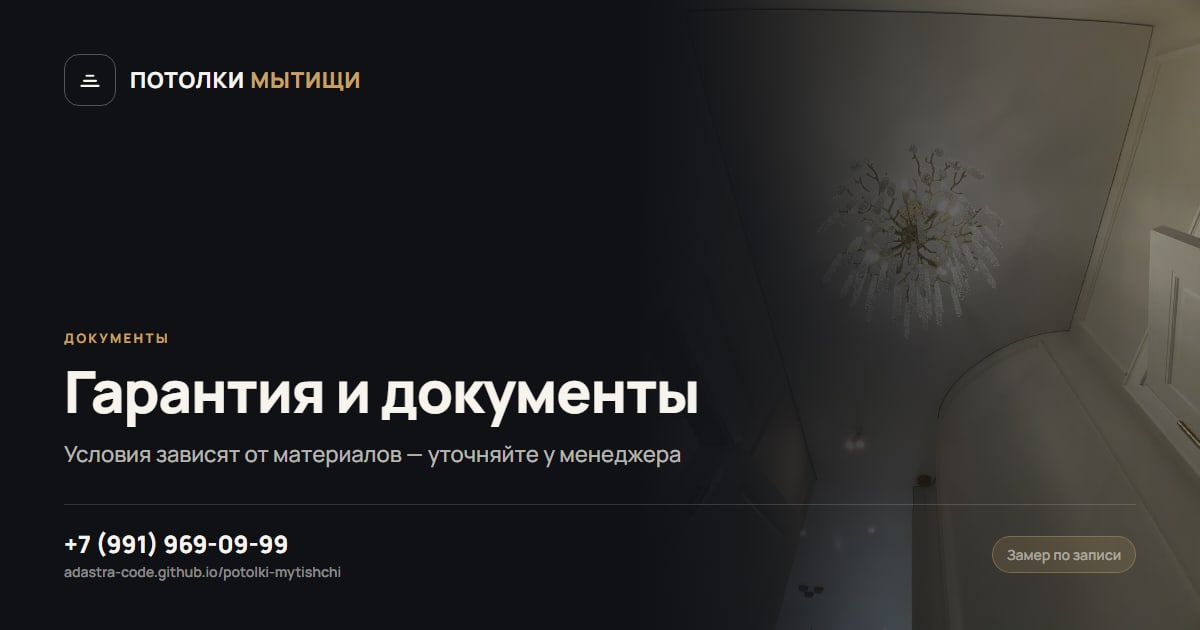 ПОТОЛКИ МЫТИЩИ
ДОКУМЕНТЫ
Гарантия и документы
Условия зависят от материалов — уточняйте у менеджера
+7 (991) 969-09-99
adastra-code.github.io/potolki-mytishchi
Замер по записи